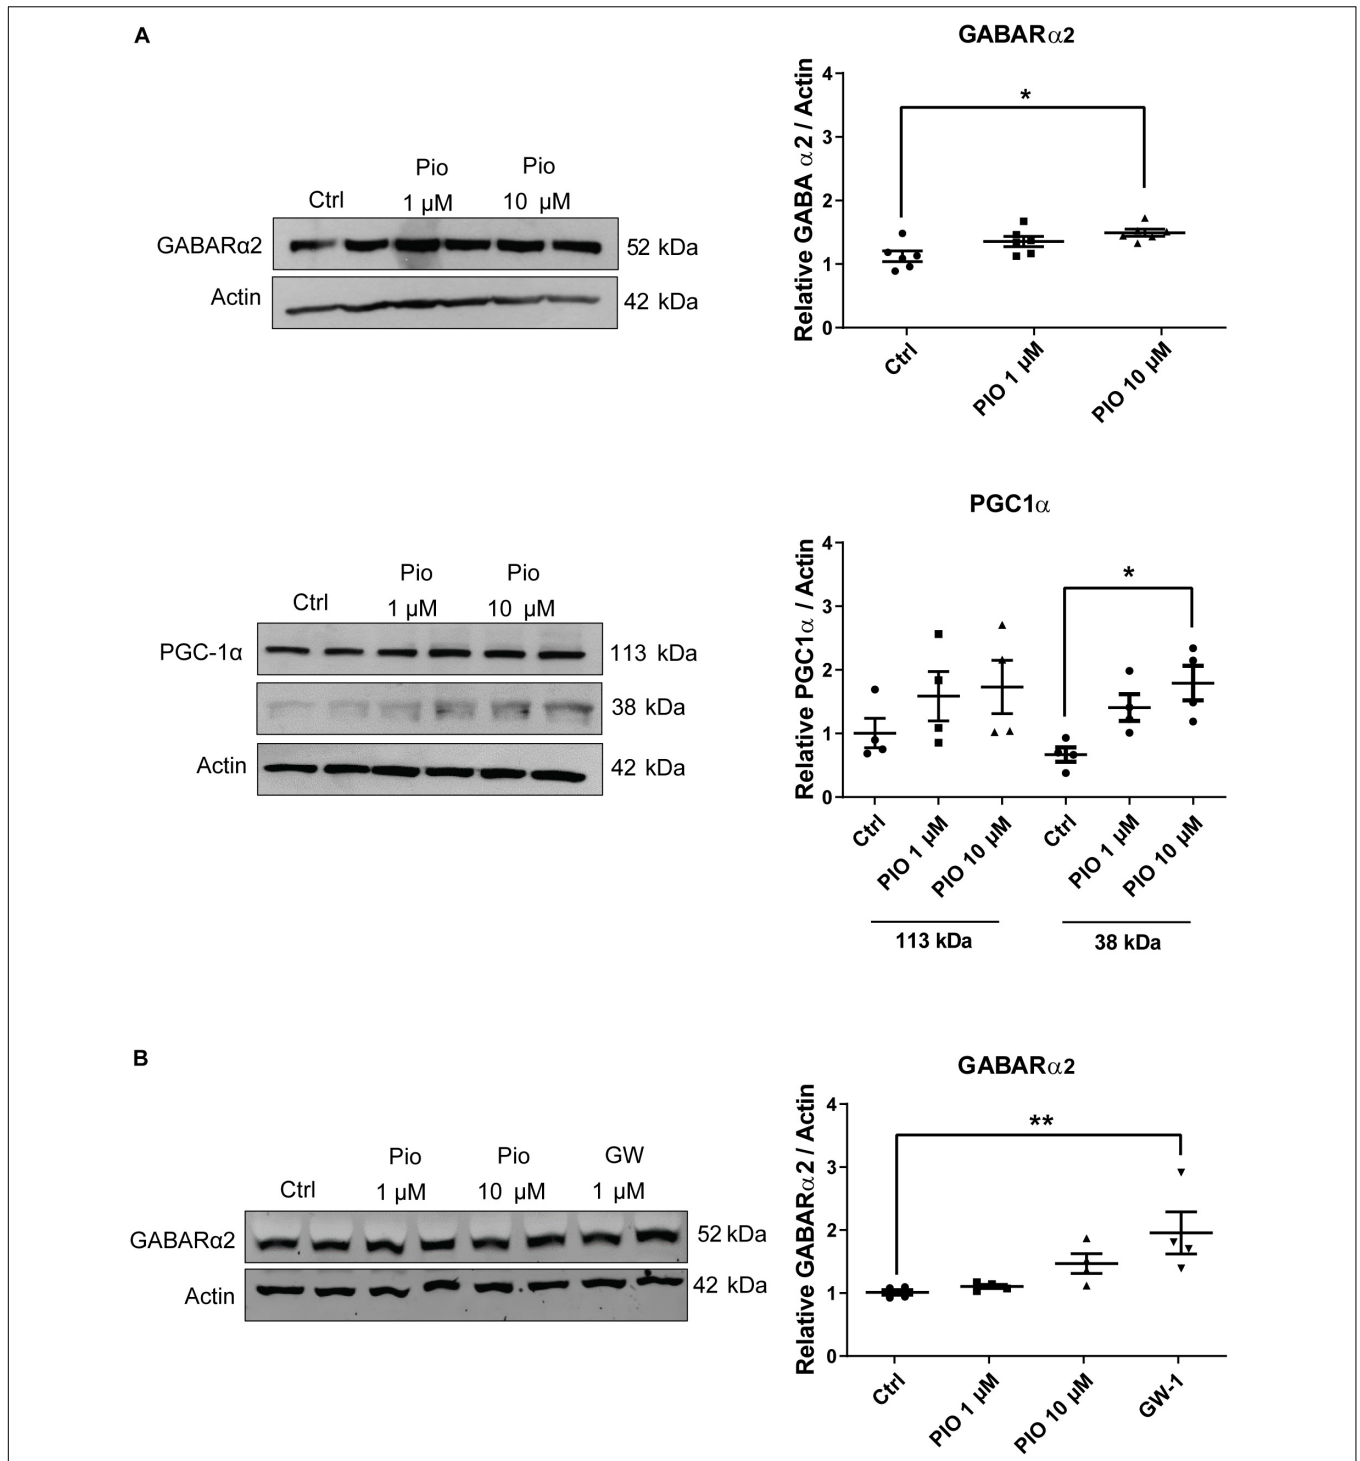 A
GABARα2
Relative GABA α2 / Actin
4
3
2
1
0
*
Ctrl
PIO 1 µM
PIO 10 µM
Pio
Pio
Ctrl
1 µM
10 µM
GABARα2
52 kDa
Actin
42 kDa
PGC1α
Relative PGC1α / Actin
4
3
2
1
0
*
Ctrl
PIO 1 µM
PIO 10 µM
Ctrl
PIO 1 µM
PIO 10 µM
113 kDa
38 kDa
Pio
Pio
Ctrl
1 µM
10 µM
PGC-1α
113 kDa
38 kDa
Actin
42 kDa
B
GABARα2
Relative GABARα2 / Actin
4
3
2
1
0
**
Ctrl
PIO 1 µM
PIO 10 µM
GW-1
Pio
Pio
GW
Ctrl
1 µM
10 µM
1 µM
GABARα2
52 kDa
Actin
42 kDa